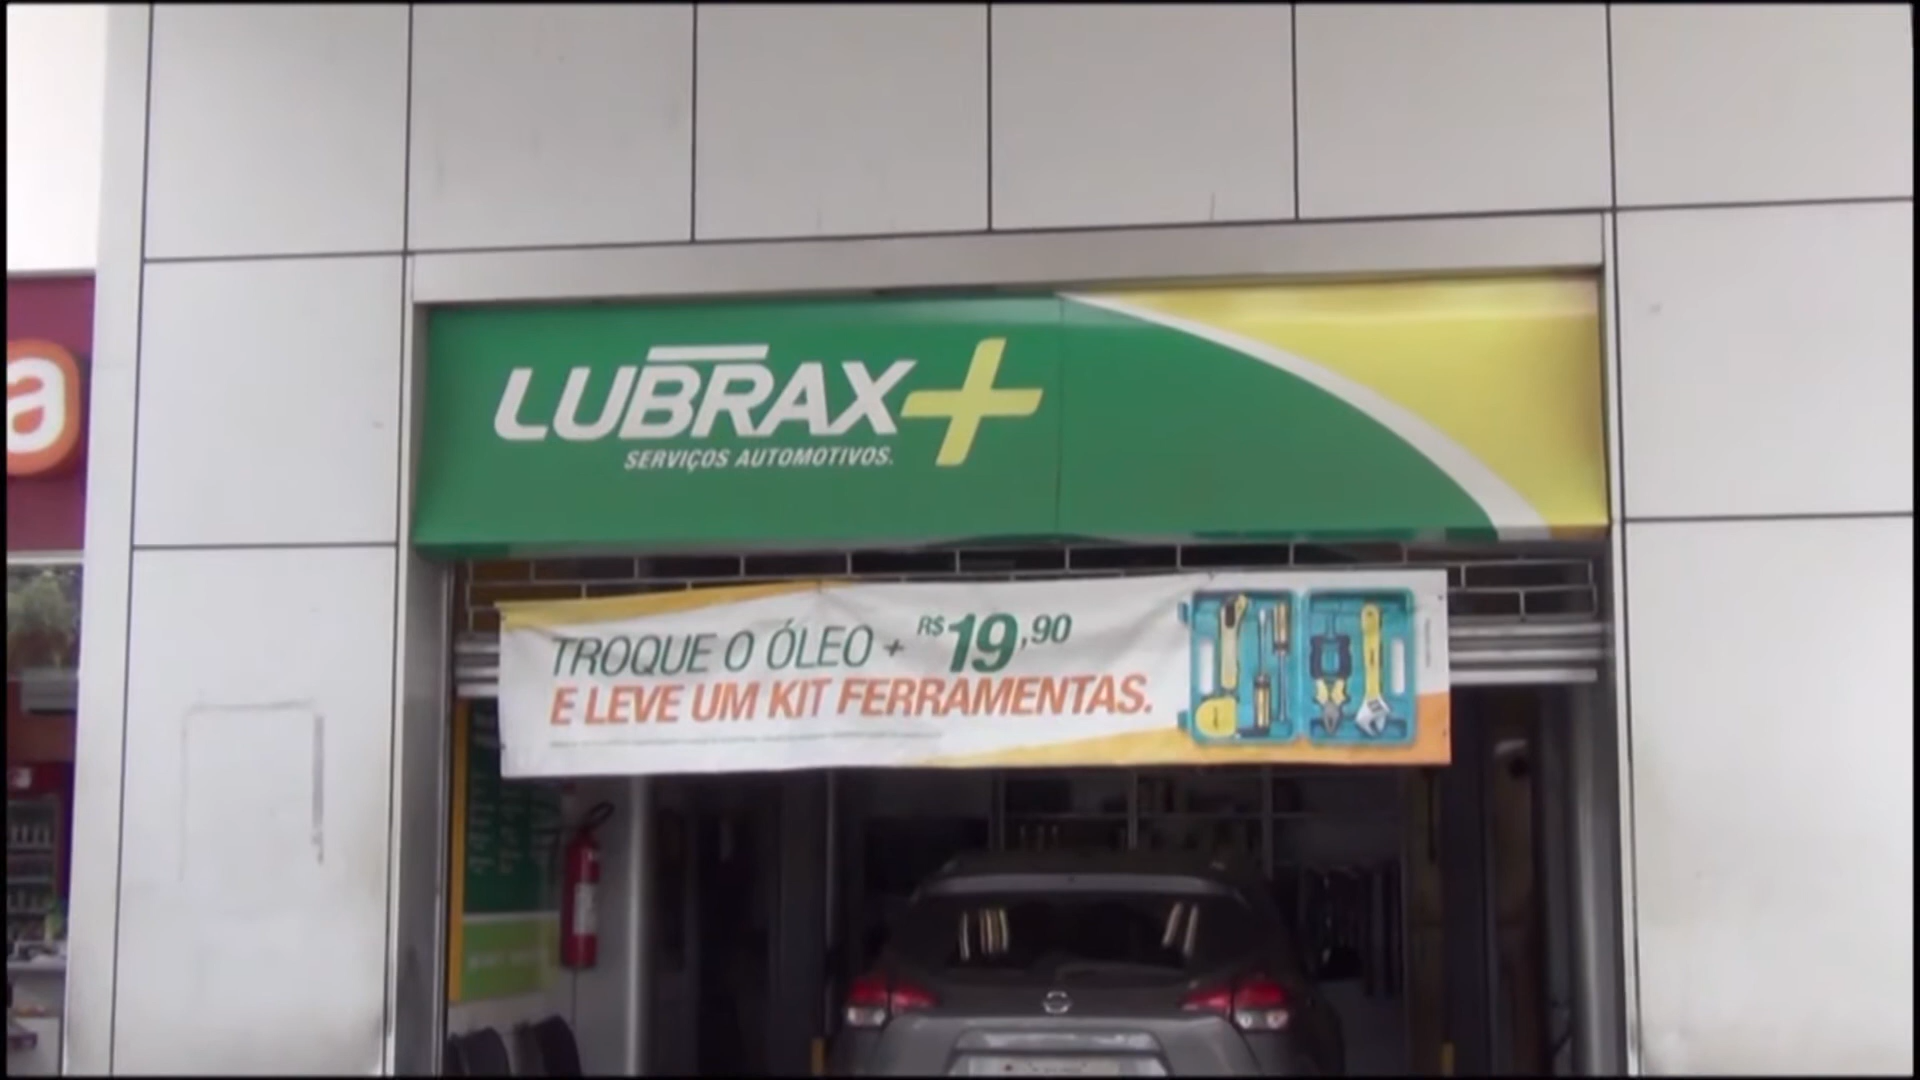 a
LUBRAX+
SERVIÇOS AUTOMOTIVOS.
TROQUE O ÓLEO + R$ 19,90
E LEVE UM KIT FERRAMENTAS.